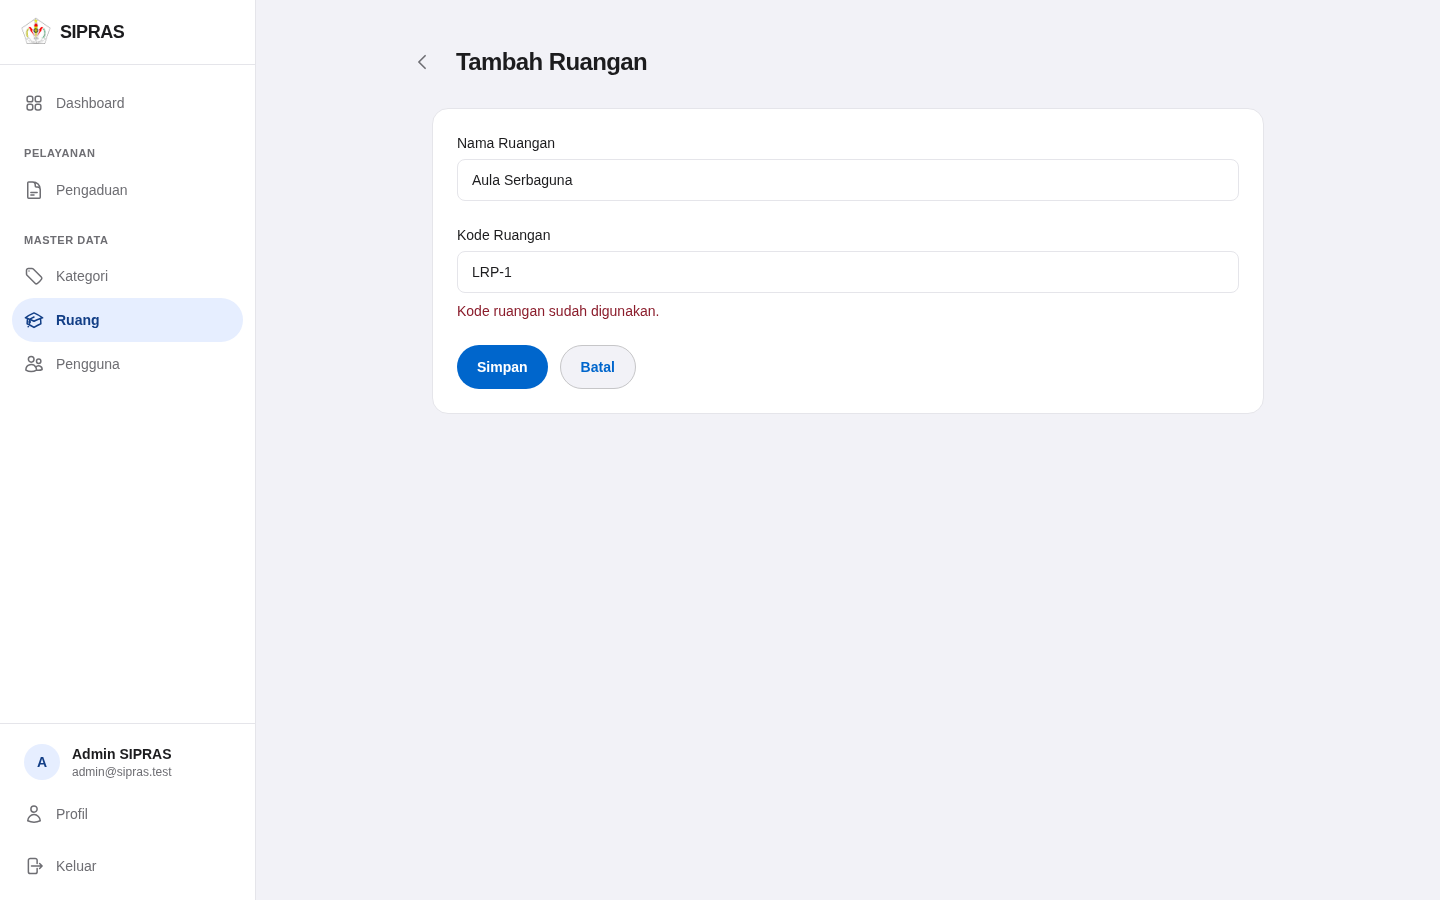 SIPRAS
Dashboard
PELAYANAN
Pengaduan
MASTER DATA
Kategori
Ruang
Pengguna
A
Admin SIPRAS
admin@sipras.test
Profil
Keluar
Tambah Ruangan
Nama Ruangan
Aula Serbaguna
Kode Ruangan
LRP-1
Kode ruangan sudah digunakan.
Simpan
Batal